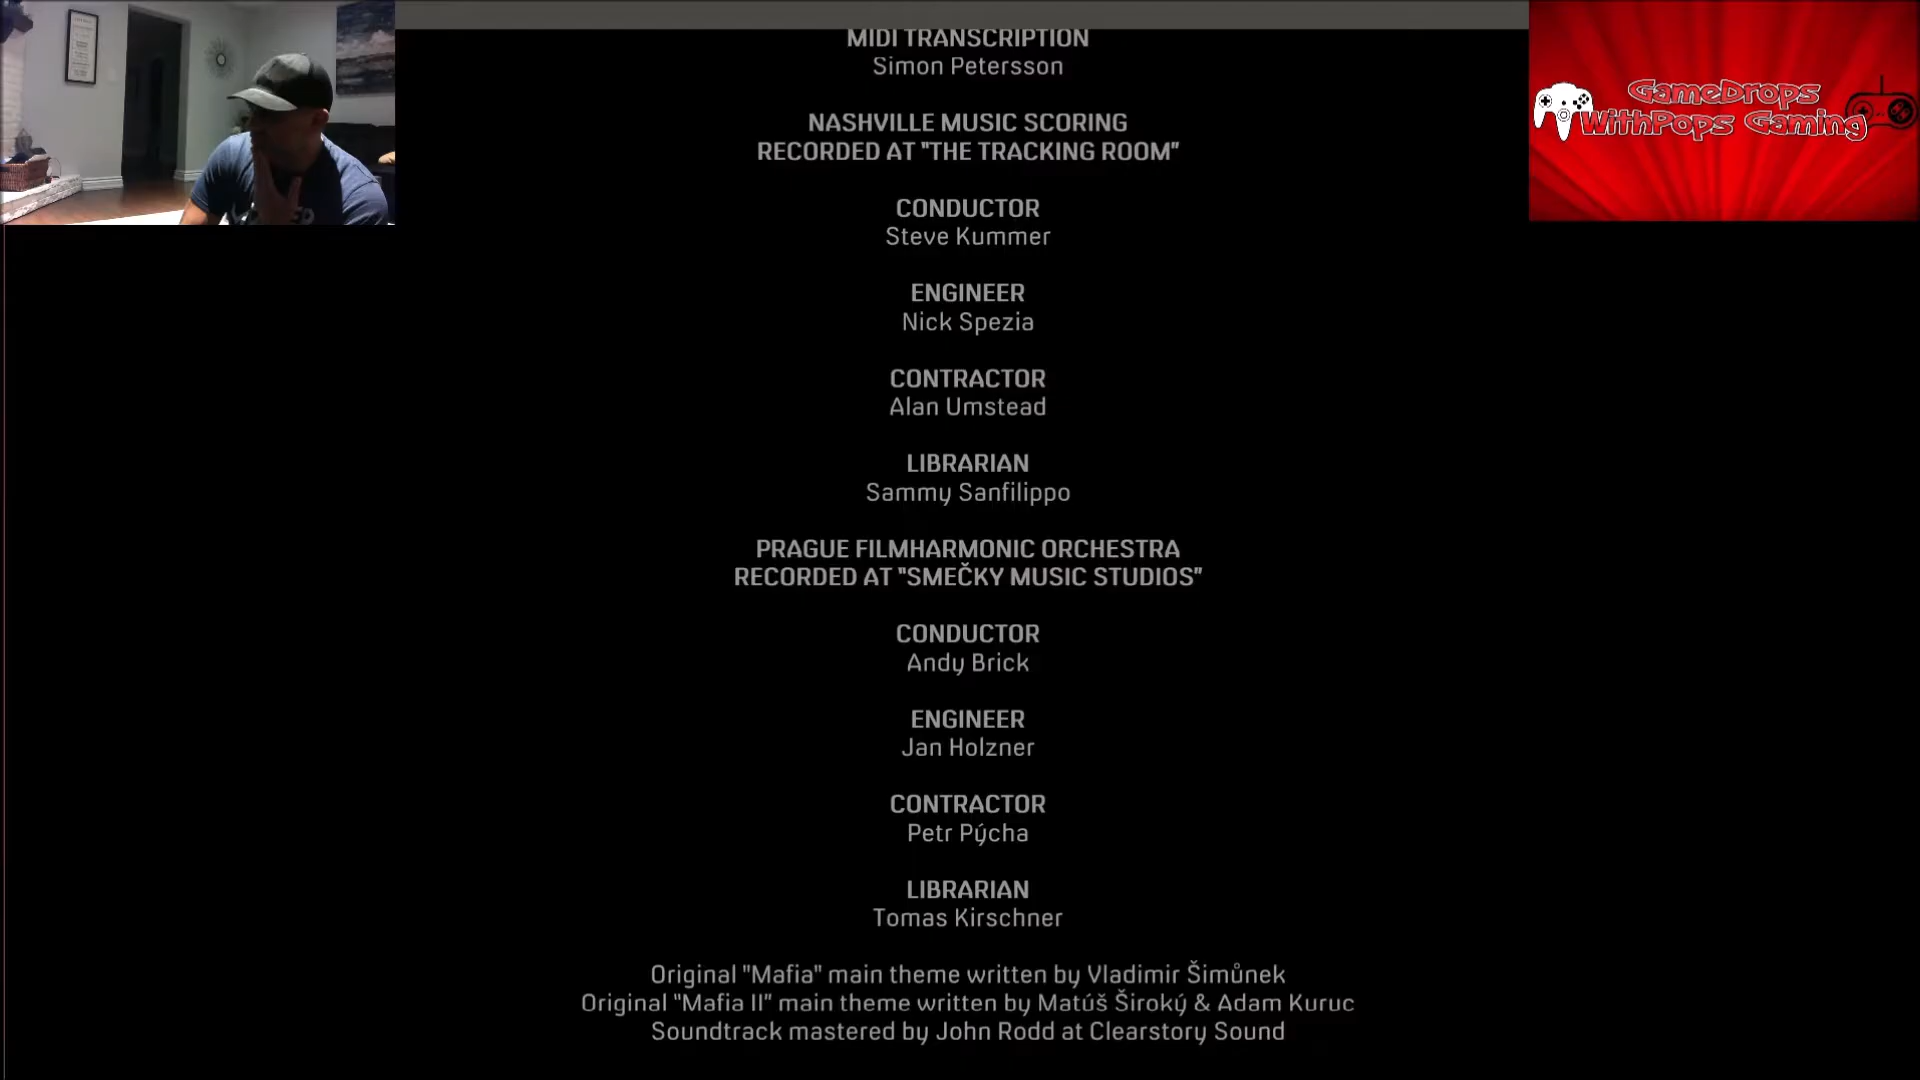 MIDI TRANSCRIPTION
Simon Petersson
NASHVILLE MUSIC SCORING
RECORDED AT "THE TRACKING ROOM"
CONDUCTOR
Steve Kummer
ENGINEER
Nick Spezia
CONTRACTOR
Alan Umstead
LIBRARIAN
Sammy Sanfilippo
PRAGUE FILMHARMONIC ORCHESTRA
RECORDED AT "SMEČKY MUSIC STUDIOS"
CONDUCTOR
Andy Brick
ENGINEER
Jan Holzner
CONTRACTOR
Petr Pýcha
LIBRARIAN
Tomas Kirschner
Original "Mafia" main theme written by Vladimir Šimůnek
Original "Mafia II" main theme written by Matúš Široký & Adam Kuruc
Soundtrack mastered by John Rodd at Clearstory Sound
GameDrops
WithPops Gaming